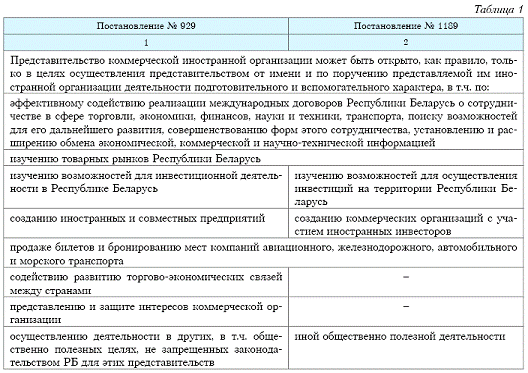 Таблица 1
Постановление № 929
Постановление № 1189
1
2
Представительство коммерческой иностранной организации может быть открыто, как правило, толь-
ко в целях осуществления представительством от имени и по поручению представляемой им ино-
странной организации деятельности подготовительного и вспомогательного характера, в т.ч. по:
эффективному содействию реализации международных договоров Республики Беларусь о сотрудни-
честве в сфере торговли, экономики, финансов, науки и техники, транспорта, поиску возможностей
для его дальнейшего развития, совершенствованию форм этого сотрудничества, установлению и рас-
ширению обмена экономической, коммерческой и научно-технической информацией
изучению товарных рынков Республики Беларусь
изучению возможностей для инвестиционной деятель-
ности в Республике Беларусь
изучению возможностей для осуществления
инвестиций на территории Республики Бе-
ларусь
созданию иностранных и совместных предприятий
созданию коммерческих организаций с уча-
стием иностранных инвесторов
продаже билетов и бронированию мест компаний авиационного, железнодорожного, автомобильного
и морского транспорта
содействию развитию торгово-экономических связей
между странами
–
представлению и защите интересов коммерческой ор-
ганизации
–
осуществлению деятельности в других, в т.ч. обще-
ственно полезных целях, не запрещенных законода-
тельством РБ для этих представительств
иной общественно полезной деятельности